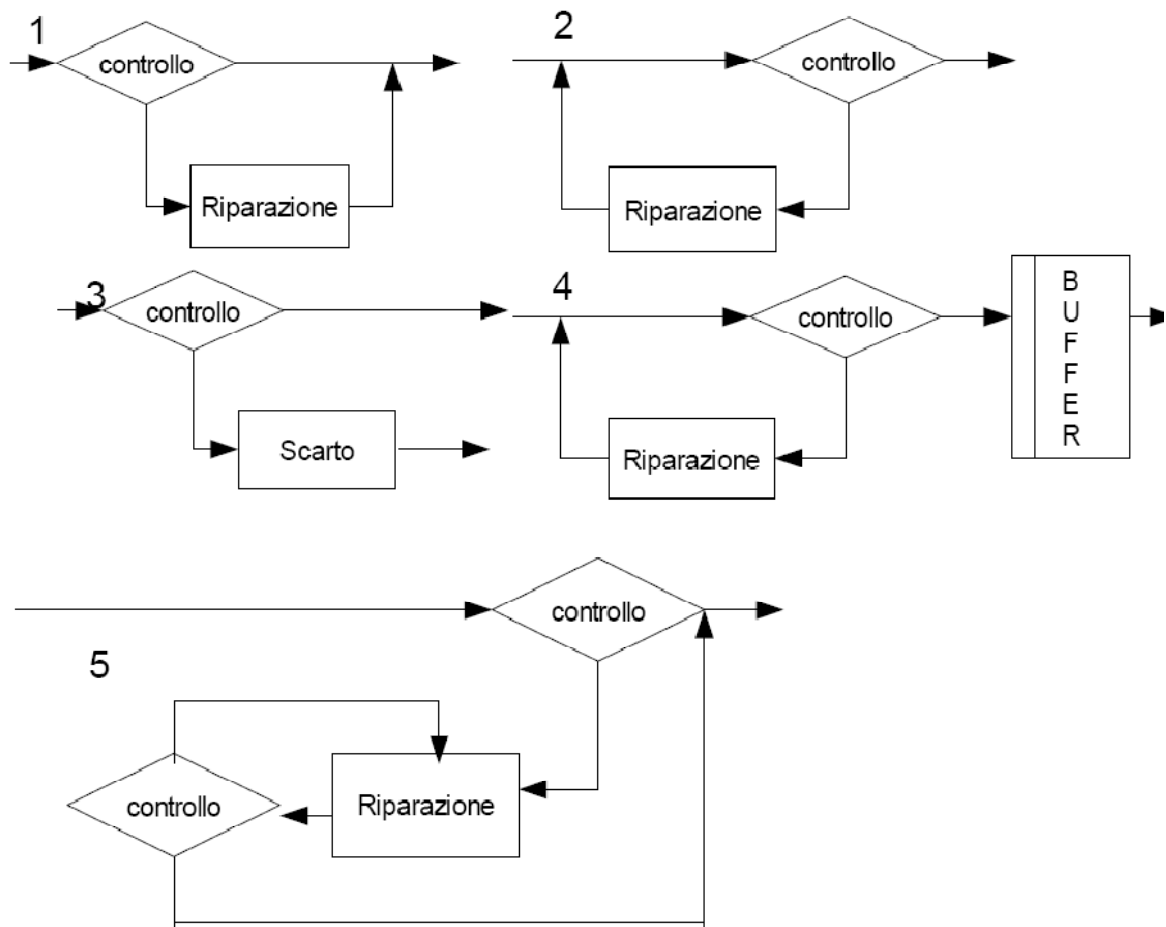 1
controllo
Riparazione
2
controllo
Riparazione
3
controllo
Scarto
4
controllo
Riparazione
B
U
F
F
E
R
controllo
5
controllo
Riparazione